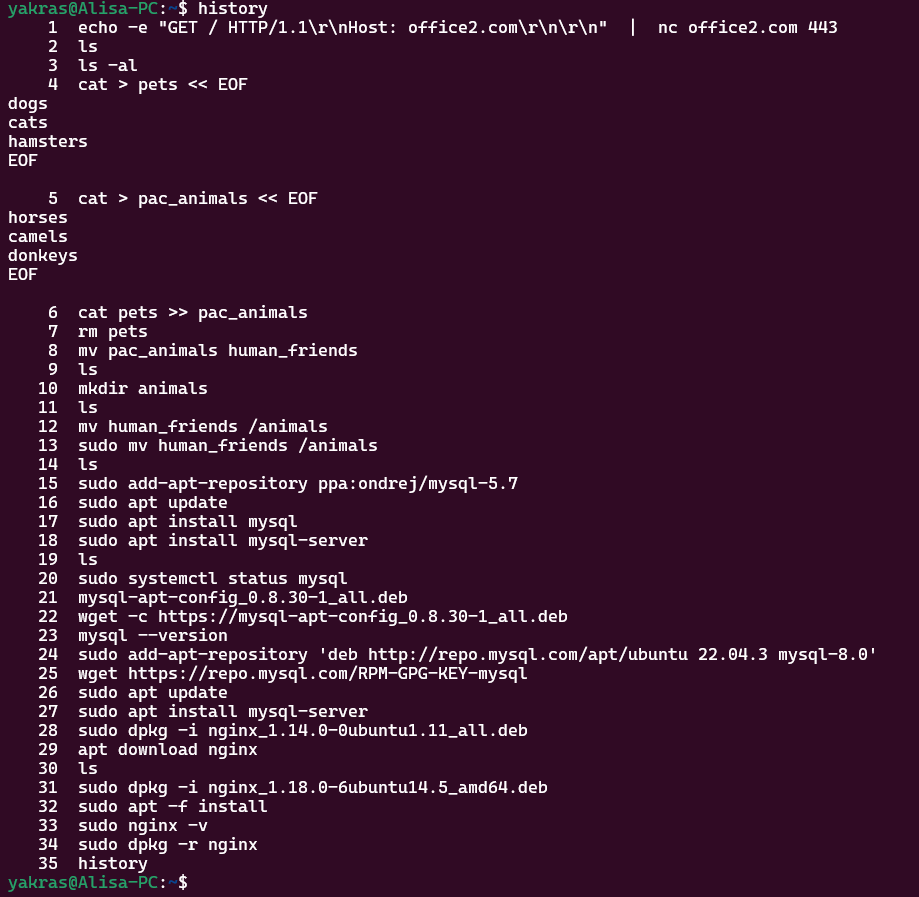 yakras@Alisa-PC:~$ history
    1  echo -e "GET / HTTP/1.1\r\nHost: office2.com\r\n\r\n"  |  nc office2.com 443
    2  ls
    3  ls -al
    4  cat > pets << EOF
dogs
cats
hamsters
EOF

    5  cat > pac_animals << EOF
horses
camels
donkeys
EOF

    6  cat pets >> pac_animals
    7  rm pets
    8  mv pac_animals human_friends
    9  ls
   10  mkdir animals
   11  ls
   12  mv human_friends /animals
   13  sudo mv human_friends /animals
   14  ls
   15  sudo add-apt-repository ppa:ondrej/mysql-5.7
   16  sudo apt update
   17  sudo apt install mysql
   18  sudo apt install mysql-server
   19  ls
   20  sudo systemctl status mysql
   21  mysql-apt-config_0.8.30-1_all.deb
   22  wget -c https://mysql-apt-config_0.8.30-1_all.deb
   23  mysql --version
   24  sudo add-apt-repository 'deb http://repo.mysql.com/apt/ubuntu 22.04.3 mysql-8.0'
   25  wget https://repo.mysql.com/RPM-GPG-KEY-mysql
   26  sudo apt update
   27  sudo apt install mysql-server
   28  sudo dpkg -i nginx_1.14.0-0ubuntu1.11_all.deb
   29  apt download nginx
   30  ls
   31  sudo dpkg -i nginx_1.18.0-6ubuntu14.5_amd64.deb
   32  sudo apt -f install
   33  sudo nginx -v
   34  sudo dpkg -r nginx
   35  history
yakras@Alisa-PC:~$